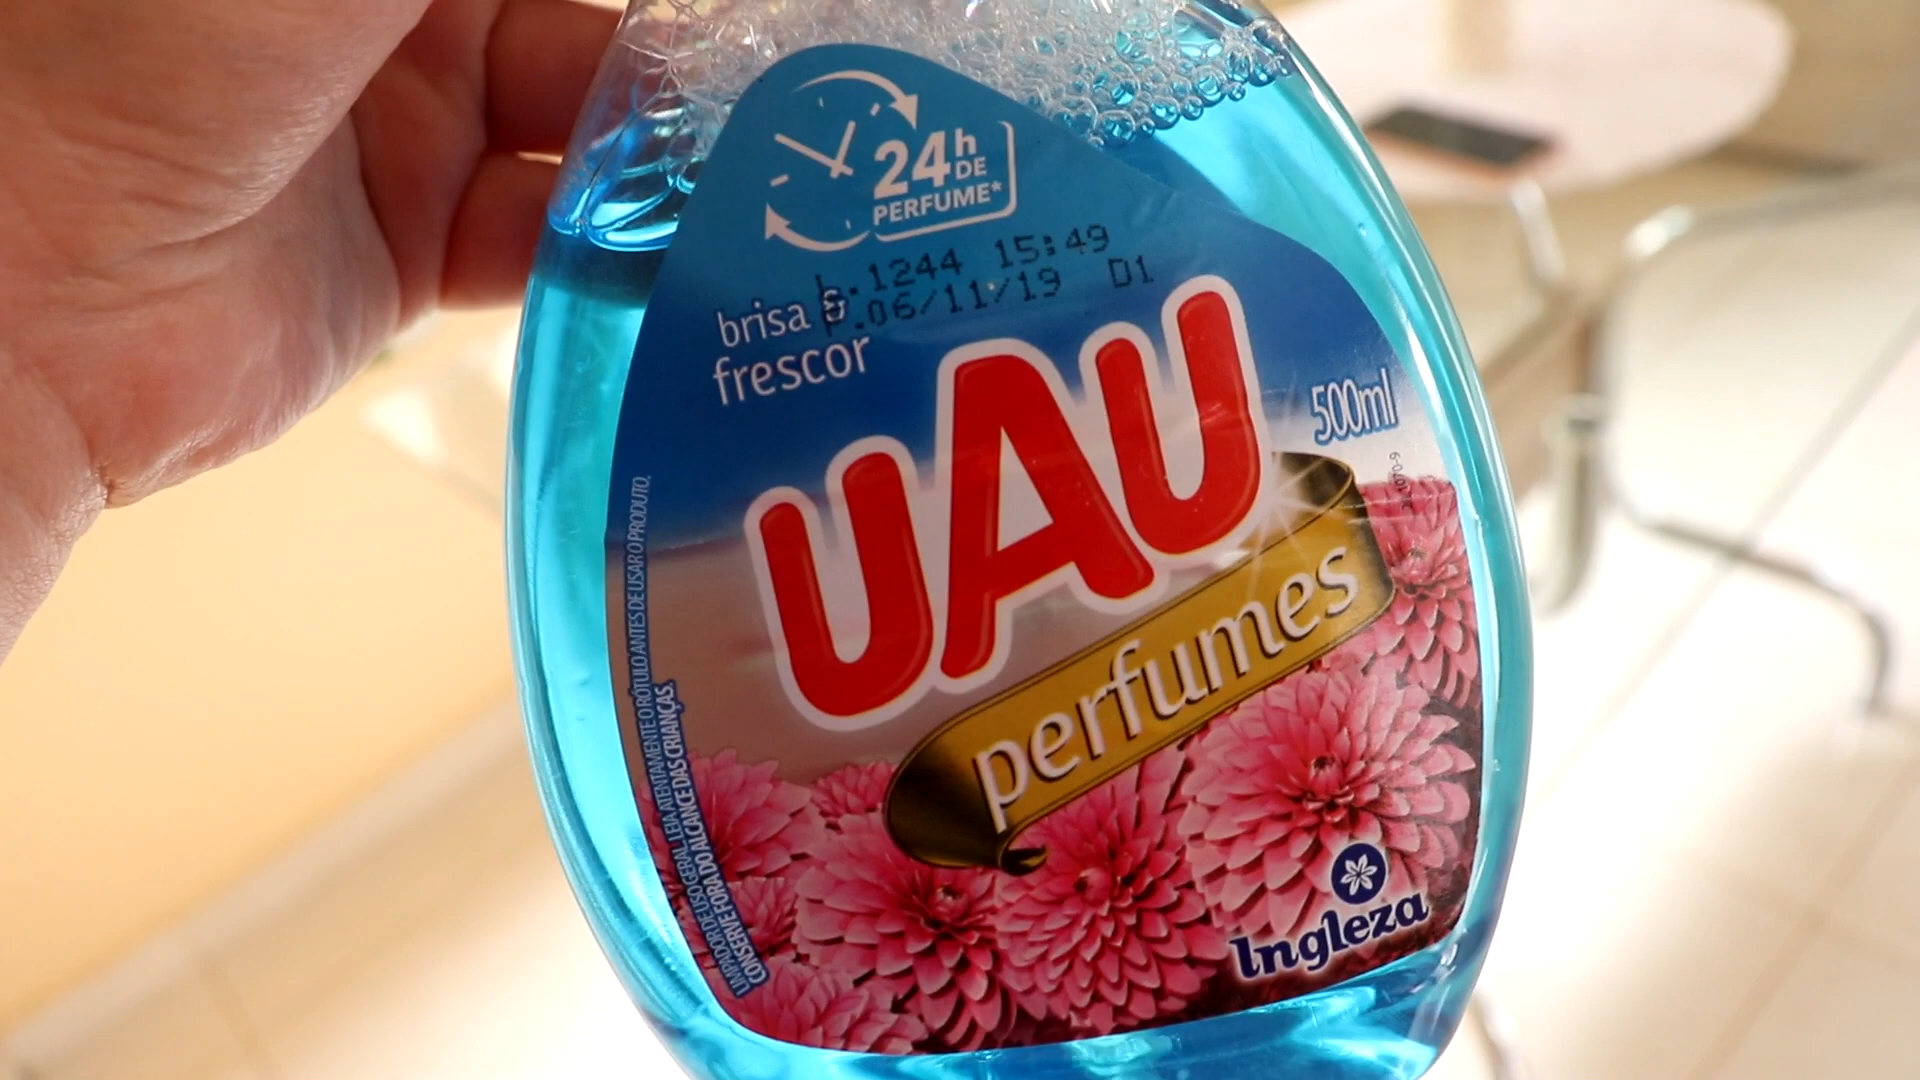 24h
DE
PERFUME*
L.1244 15:49
F.06/11/19 D1
brisa &
frescor
UAU
500ml
perfumes
Ingleza
LIMPADOR DE USO GERAL. LEIA ATENTAMENTE O RÓTULO ANTES DE USAR O PRODUTO.
CONSERVE FORA DO ALCANCE DAS CRIANÇAS.